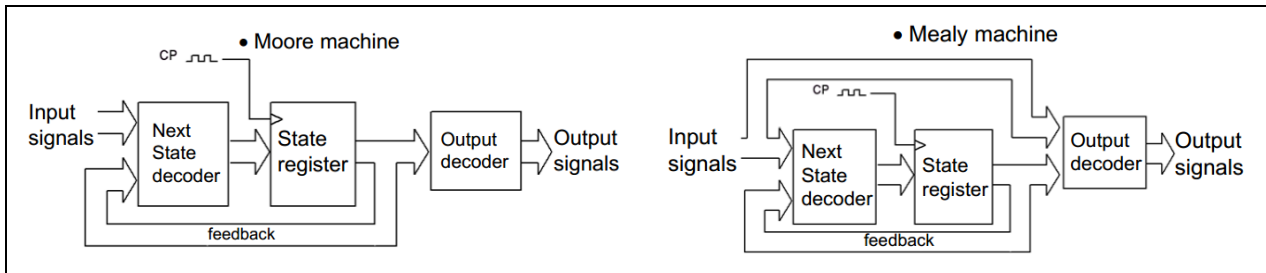 • Moore machine
CP
Input
signals
Next
State
decoder
State
register
Output
decoder
Output
signals
feedback
• Mealy machine
CP
Input
signals
Next
State
decoder
State
register
Output
decoder
Output
signals
feedback